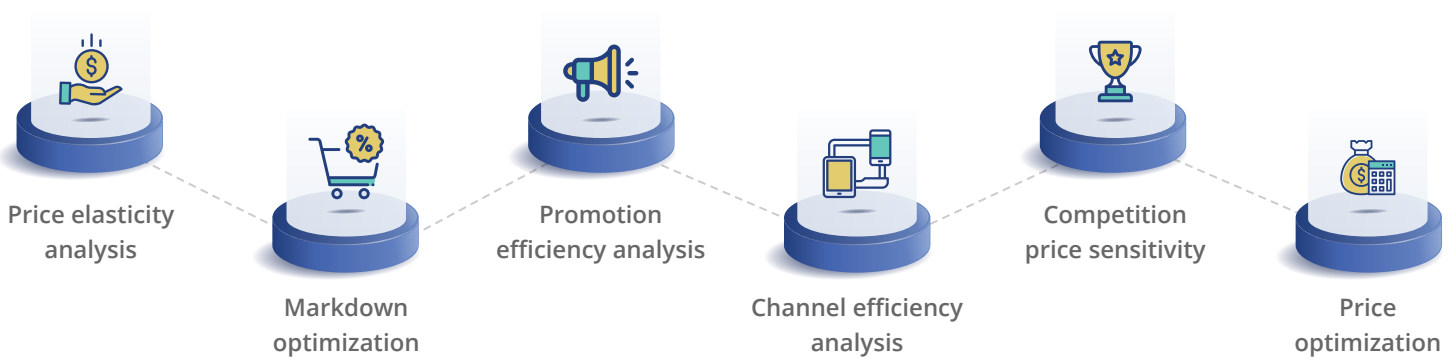 Price elasticity
analysis
Markdown
optimization
Promotion
efficiency analysis
Channel efficiency
analysis
Competition
price sensitivity
Price
optimization